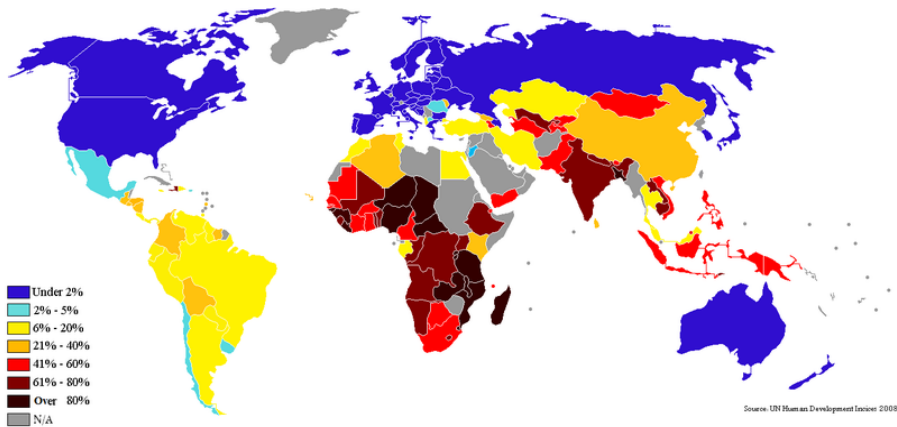 Under 2%
2% - 5%
6% - 20%
21% - 40%
41% - 60%
61% - 80%
Over 80%
N/A
Source: UN Human Development Indices 2008